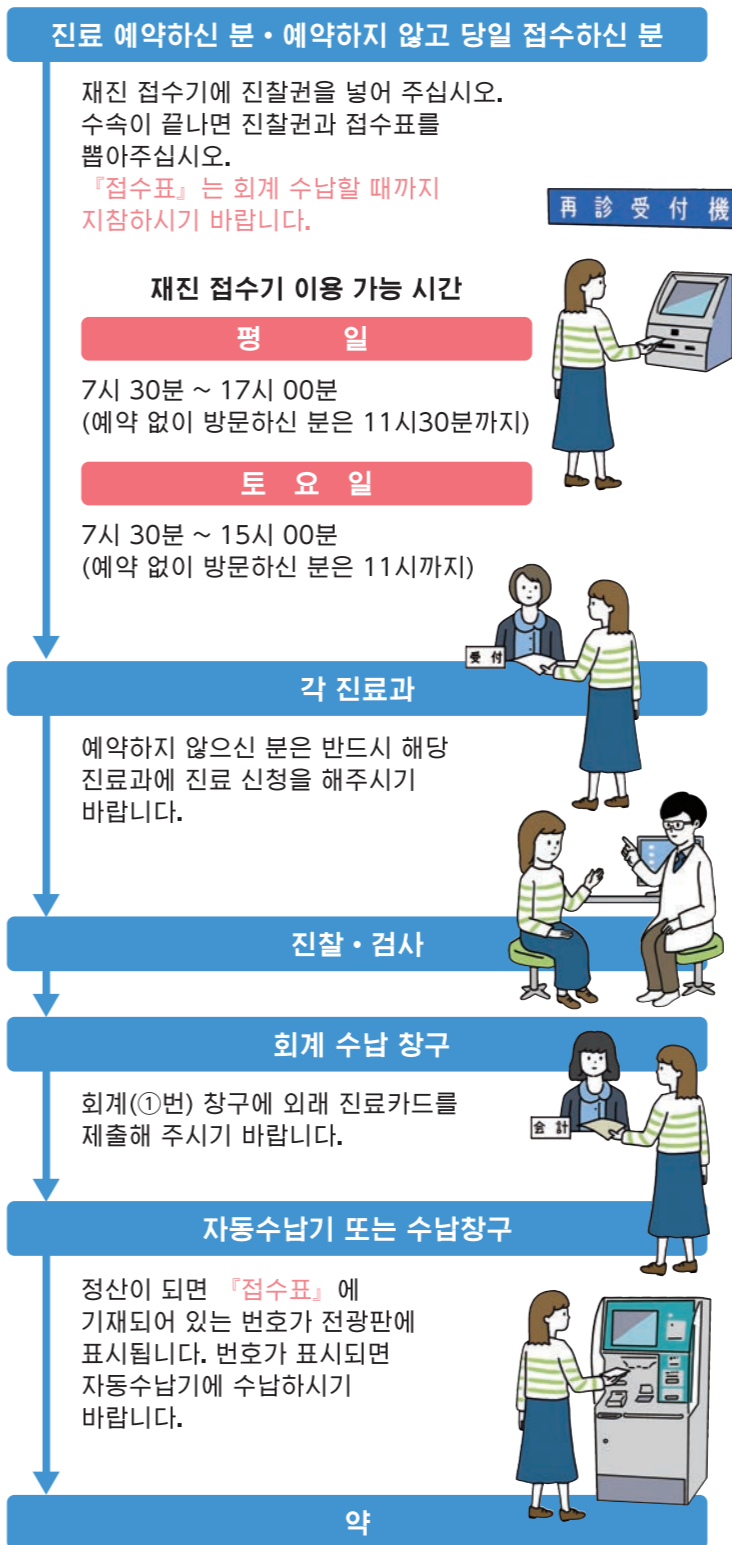 진료 예약하신 분・예약하지 않고 당일 접수하신 분
재진 접수기에 진찰권을 넣어 주십시오.
수속이 끝나면 진찰권과 접수표를
뽑아주십시오.
『접수표』는 회계 수납할 때까지
지참하시기 바랍니다.
再診受付機
재진 접수기 이용 가능 시간
평 일
7시 30분 ~ 17시 00분
(예약 없이 방문하신 분은 11시30분까지)
토 요 일
7시 30분 ~ 15시 00분
(예약 없이 방문하신 분은 11시까지)
受付
각 진료과
예약하지 않으신 분은 반드시 해당
진료과에 진료 신청을 해주시기
바랍니다.
진찰・검사
회계 수납 창구
회계(①번) 창구에 외래 진료카드를
제출해 주시기 바랍니다.
会計
자동수납기 또는 수납창구
정산이 되면 『접수표』에
기재되어 있는 번호가 전광판에
표시됩니다. 번호가 표시되면
자동수납기에 수납하시기
바랍니다.
약